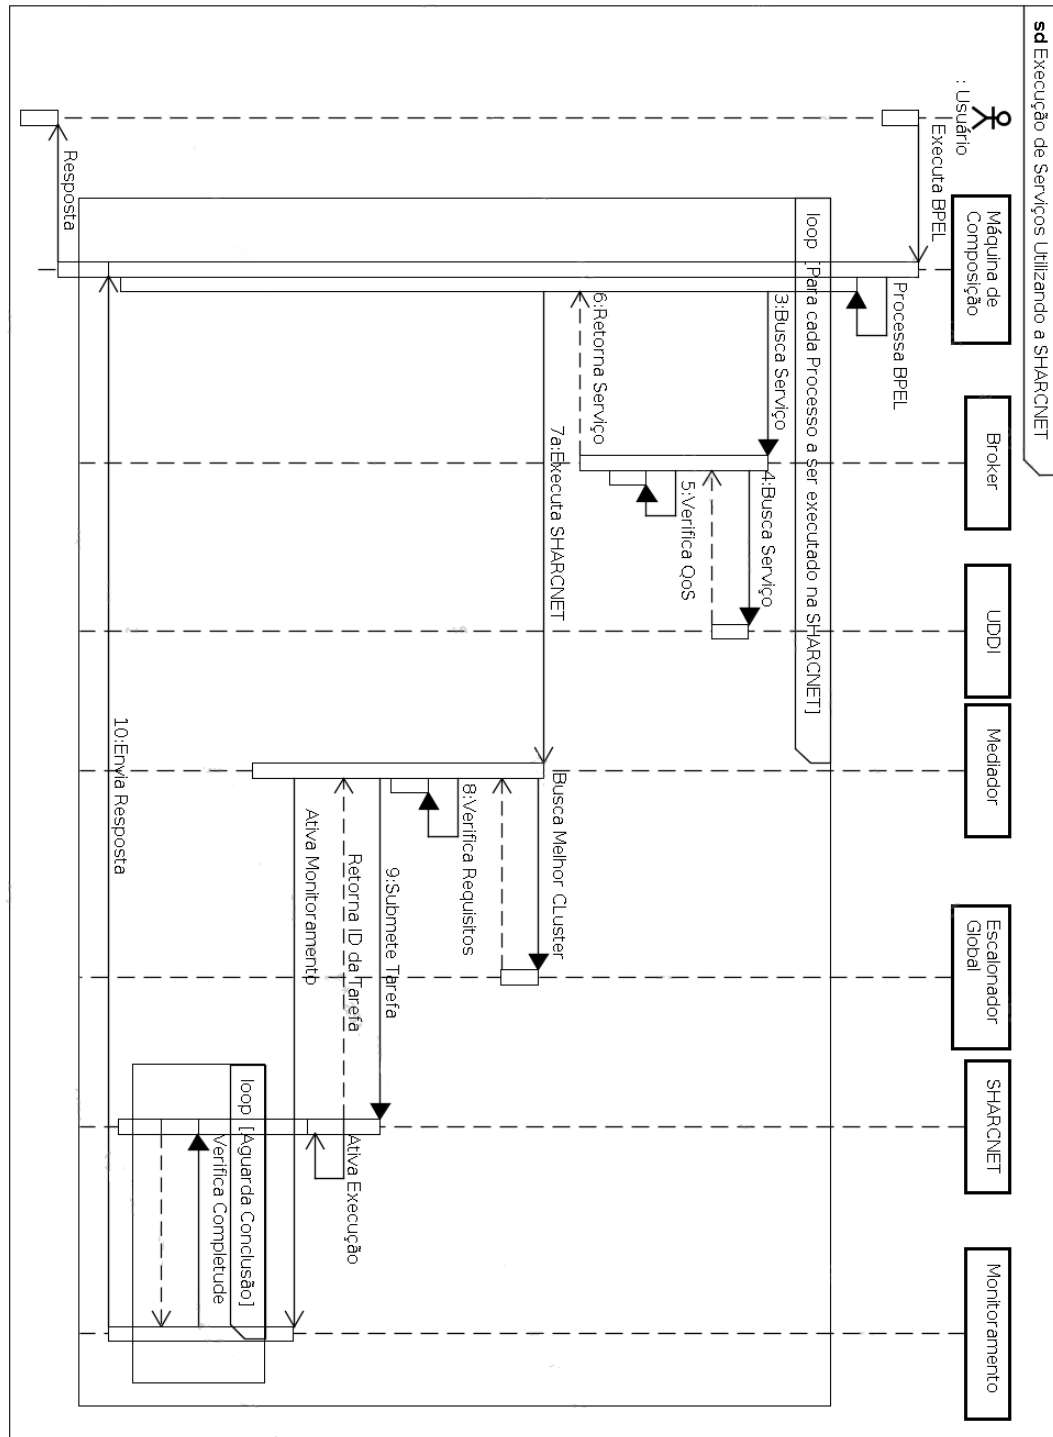 sd Execução de Serviços Utilizando a SHARCNET
: Usuário
Máquina de
Composição
Broker
UDDI
Mediador
Escalonador
Global
SHARCNET
Monitoramento
Executa BPEL
Processa BPEL
loop [Para cada Processo a ser executado na SHARCNET]
3:Busca Serviço
4:Busca Serviço
5:Verifica QoS
6:Retorna Serviço
7a:Executa SHARCNET
Busca Melhor CLuster
8:Verifica Requisitos
9:Submete Tarefa
Retorna ID da Tarefa
Ativa Execução
Ativa Monitoramento
loop [Aguarda Conclusão]
Verifica Completude
10:Envia Resposta
Resposta